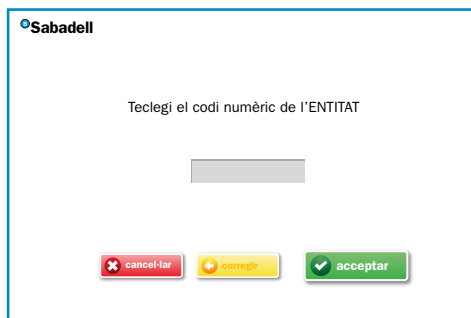 Sabadell
Teclegi el codi numèric de l'ENTITAT
cancel·lar
corregir
acceptar